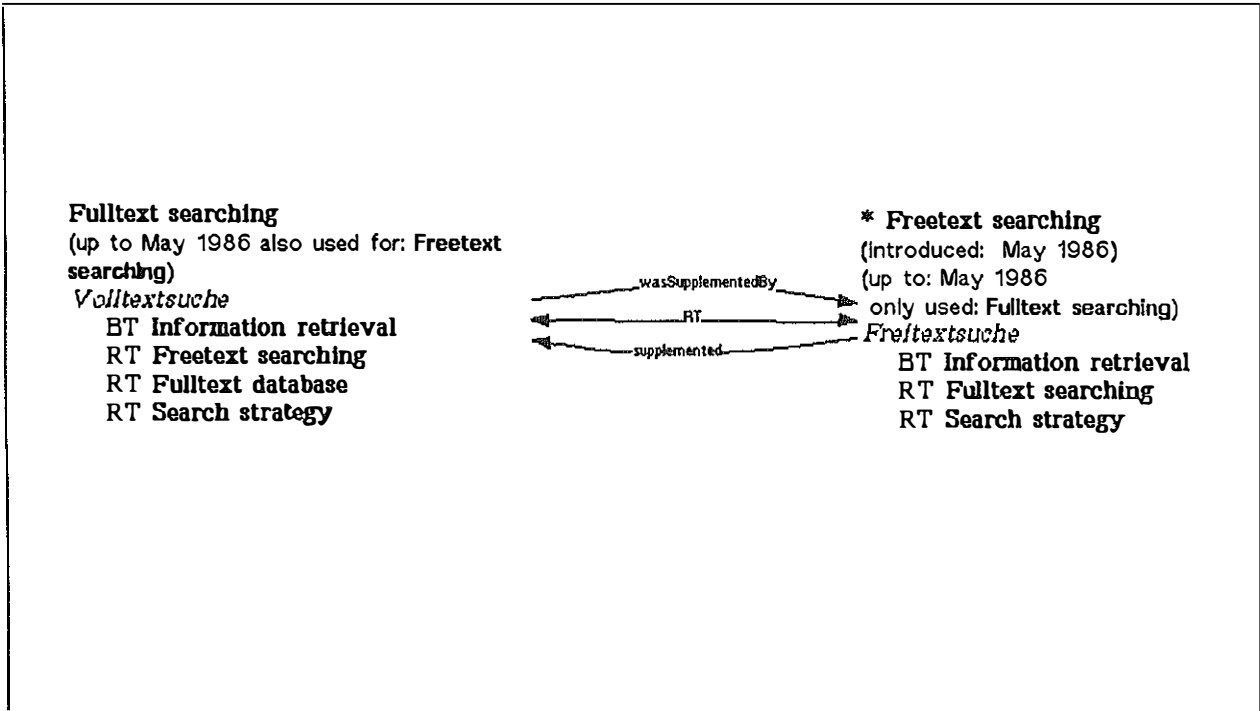 Fulltext searching
(up to May 1986 also used for: Freetext
searching)
Volltextsuche
BT Information retrieval
RT Freetext searching
RT Fulltext database
RT Search strategy
wasSupplementedBy
RT
supplemented
* Freetext searching
(introduced: May 1986)
(up to: May 1986
only used: Fulltext searching)
Freitextsuche
BT Information retrieval
RT Fulltext searching
RT Search strategy